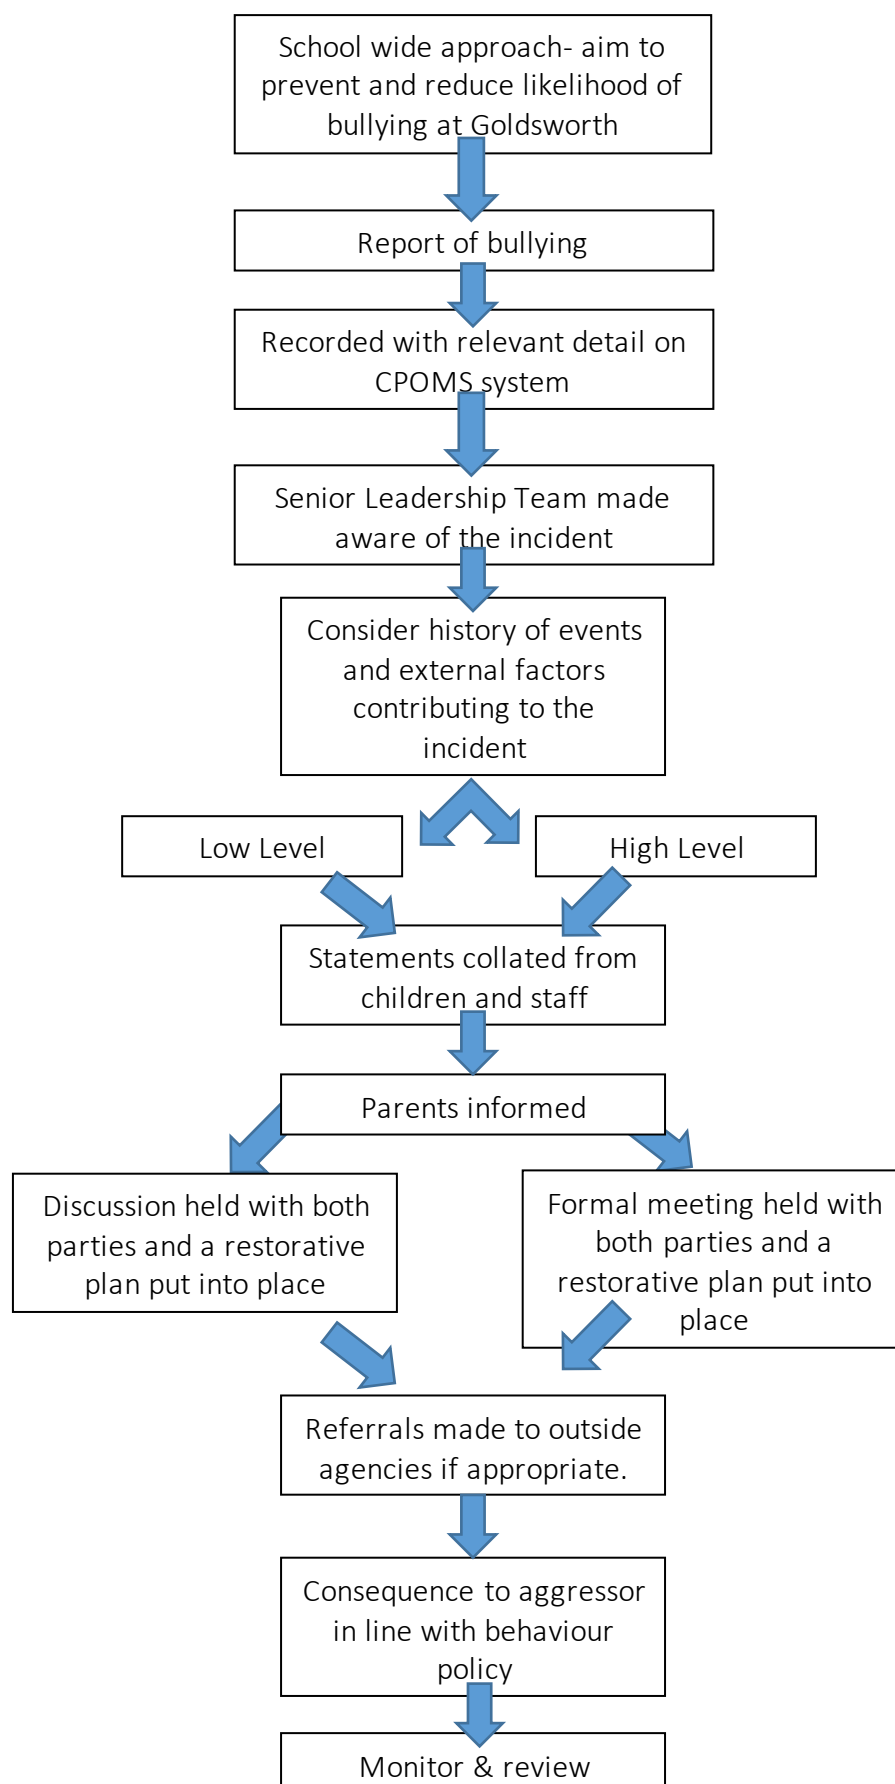 School wide approach- aim to
prevent and reduce likelihood of
bullying at Goldsworth
Report of bullying
Recorded with relevant detail on
CPOMS system
Senior Leadership Team made
aware of the incident
Consider history of events
and external factors
contributing to the
incident
Low Level
High Level
Statements collated from
children and staff
Parents informed
Discussion held with both
parties and a restorative
plan put into place
Formal meeting held with
both parties and a
restorative plan put into
place
Referrals made to outside
agencies if appropriate.
Consequence to aggressor
in line with behaviour
policy
Monitor & review